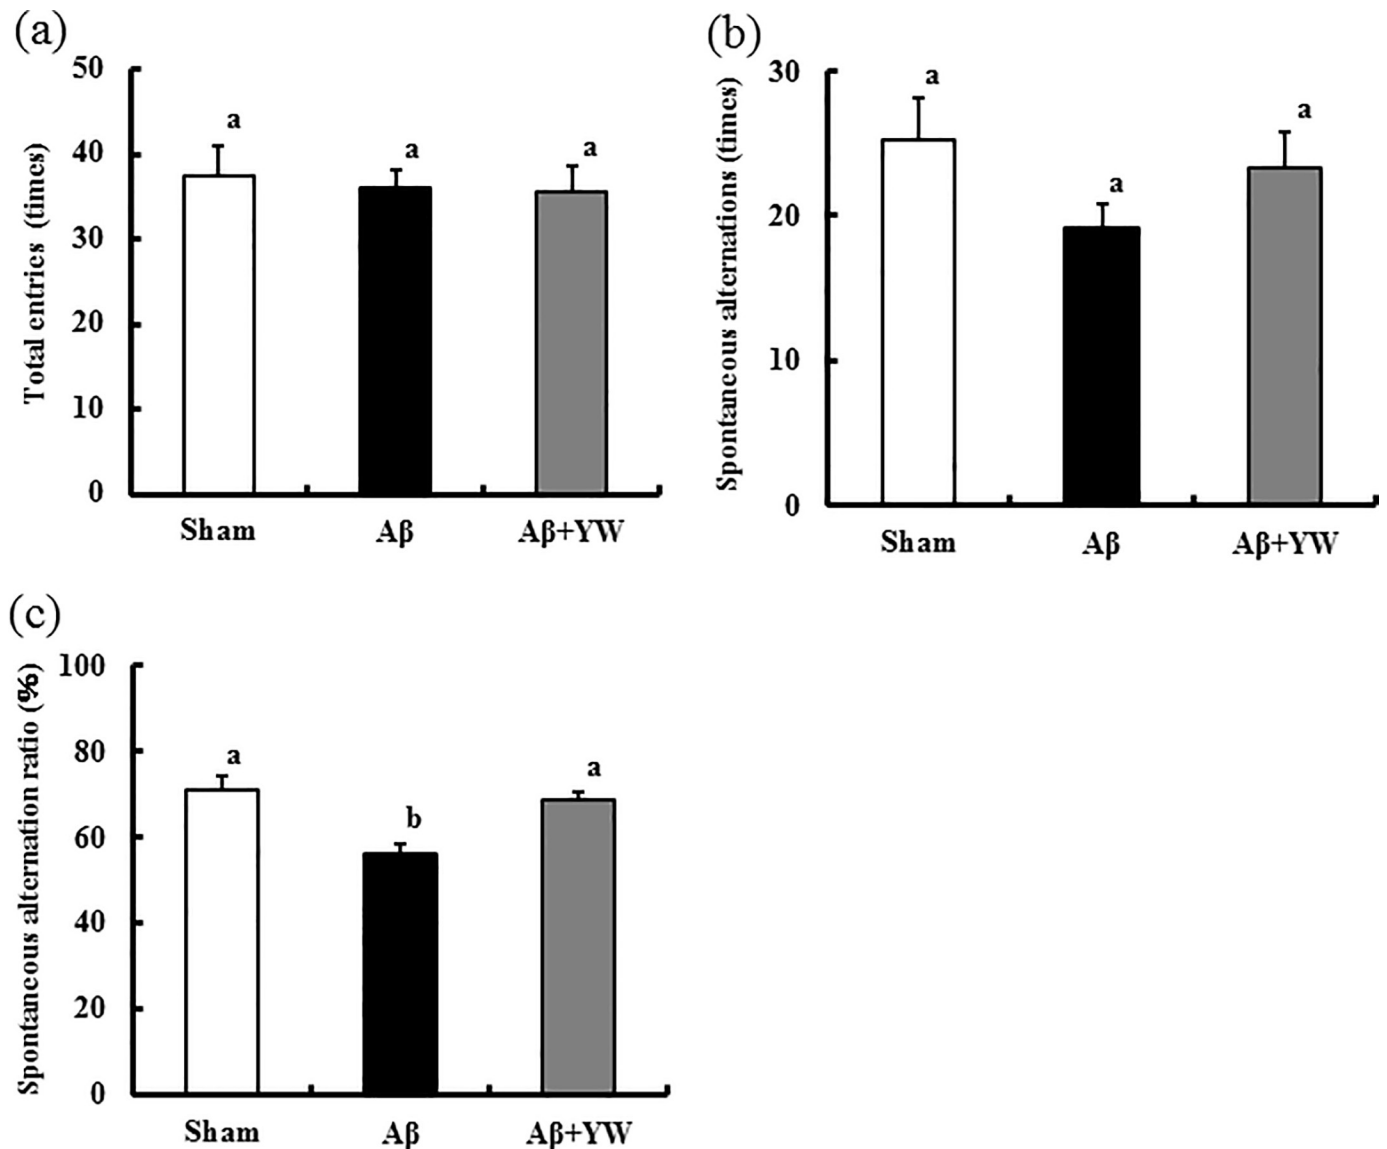 (a)
Total entries (times)
50
40
30
20
10
0
a
a
a
Sham
Aβ
Aβ+YW
(b)
Spontaneous alternations (times)
30
20
10
0
a
a
a
Sham
Aβ
Aβ+YW
(c)
Spontaneous alternation ratio (%)
100
80
60
40
20
0
a
b
a
Sham
Aβ
Aβ+YW